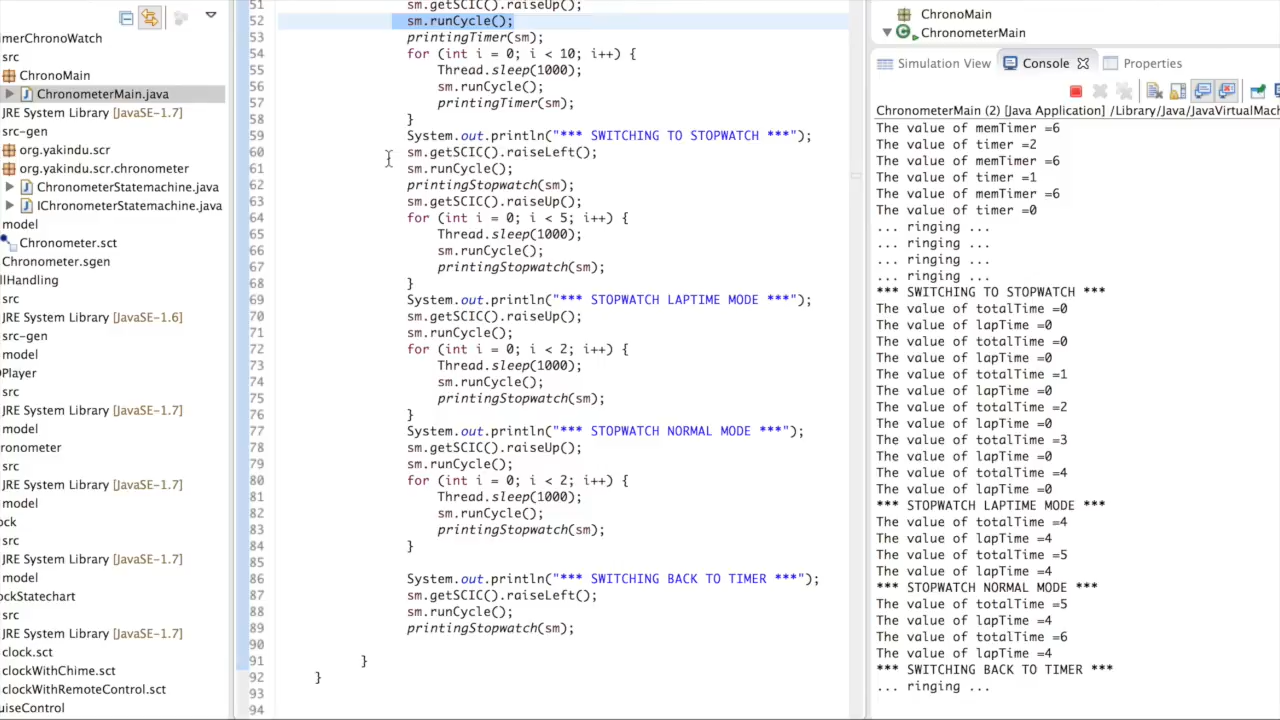 imerChronoWatch
src
ChronoMain
ChronometerMain.java
JRE System Library [JavaSE-1.7]
src-gen
org.yakindu.scr
org.yakindu.scr.chronometer
ChronometerStatemachine.java
IChronometerStatemachine.java
model
Chronometer.sct
Chronometer.sgen
llHandling
src
JRE System Library [JavaSE-1.6]
src-gen
model
Player
src
JRE System Library [JavaSE-1.7]
model
ronometer
src
JRE System Library [JavaSE-1.7]
model
ock
src
JRE System Library [JavaSE-1.7]
model
ockStatechart
src
JRE System Library [JavaSE-1.7]
clock.sct
clockWithChime.sct
clockWithRemoteControl.sct
uiseControl
51 sm.getSCIC().raiseUp();
52 sm.runCycle();
53 printingTimer(sm);
54 for (int i = 0; i < 10; i++) {
55 Thread.sleep(1000);
56 sm.runCycle();
57 printingTimer(sm);
58 }
59 System.out.println("*** SWITCHING TO STOPWATCH ***");
60 sm.getSCIC().raiseLeft();
61 sm.runCycle();
62 printingStopwatch(sm);
63 sm.getSCIC().raiseUp();
64 for (int i = 0; i < 5; i++) {
65 Thread.sleep(1000);
66 sm.runCycle();
67 printingStopwatch(sm);
68 }
69 System.out.println("*** STOPWATCH LAPTIME MODE ***");
70 sm.getSCIC().raiseUp();
71 sm.runCycle();
72 for (int i = 0; i < 2; i++) {
73 Thread.sleep(1000);
74 sm.runCycle();
75 printingStopwatch(sm);
76 }
77 System.out.println("*** STOPWATCH NORMAL MODE ***");
78 sm.getSCIC().raiseUp();
79 sm.runCycle();
80 for (int i = 0; i < 2; i++) {
81 Thread.sleep(1000);
82 sm.runCycle();
83 printingStopwatch(sm);
84 }
85
86 System.out.println("*** SWITCHING BACK TO TIMER ***");
87 sm.getSCIC().raiseLeft();
88 sm.runCycle();
89 printingStopwatch(sm);
90
91 }
92 }
93
94
ChronoMain
ChronometerMain
Simulation View Console Properties
ChronometerMain (2) [Java Application] /Library/Java/JavaVirtualMach
The value of memTimer =6
The value of timer =2
The value of memTimer =6
The value of timer =1
The value of memTimer =6
The value of timer =0
... ringing ...
... ringing ...
... ringing ...
... ringing ...
*** SWITCHING TO STOPWATCH ***
The value of totalTime =0
The value of lapTime =0
The value of totalTime =0
The value of lapTime =0
The value of totalTime =1
The value of lapTime =0
The value of totalTime =2
The value of lapTime =0
The value of totalTime =3
The value of lapTime =0
The value of totalTime =4
The value of lapTime =0
*** STOPWATCH LAPTIME MODE ***
The value of totalTime =4
The value of lapTime =4
The value of totalTime =5
The value of lapTime =4
*** STOPWATCH NORMAL MODE ***
The value of totalTime =5
The value of lapTime =4
The value of totalTime =6
The value of lapTime =4
*** SWITCHING BACK TO TIMER ***
... ringing ...